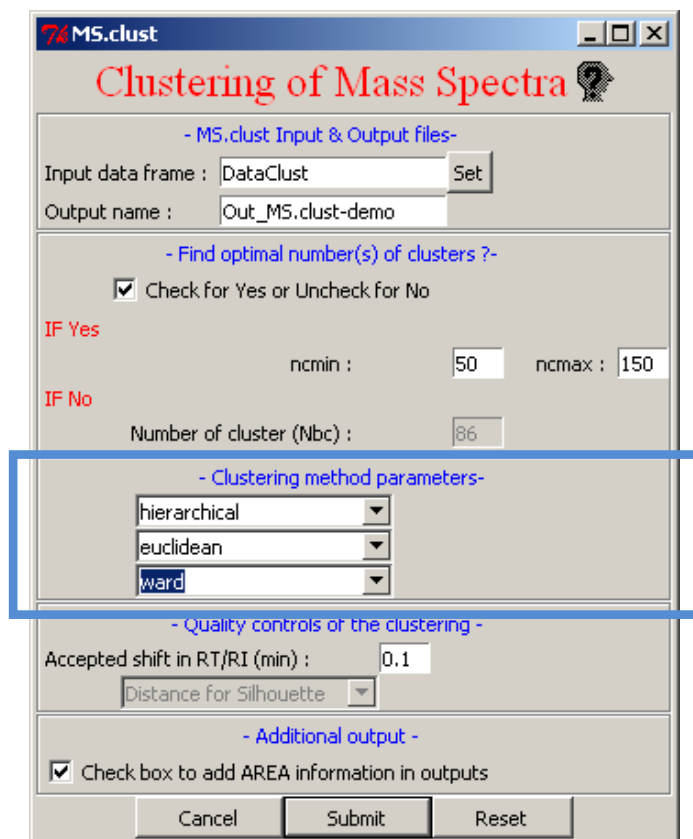 MS.clust
Clustering of Mass Spectra
- MS.clust Input & Output files-
Input data frame : DataClust Set
Output name : Out_MS.clust-demo
- Find optimal number(s) of clusters ?-
Check for Yes or Uncheck for No
IF Yes
ncmin : 50 ncmax : 150
IF No
Number of cluster (Nbc) : 86
- Clustering method parameters-
hierarchical
euclidean
ward
- Quality controls of the clustering -
Accepted shift in RT/RI (min) : 0.1
Distance for Silhouette
- Additional output -
Check box to add AREA information in outputs
Cancel Submit Reset